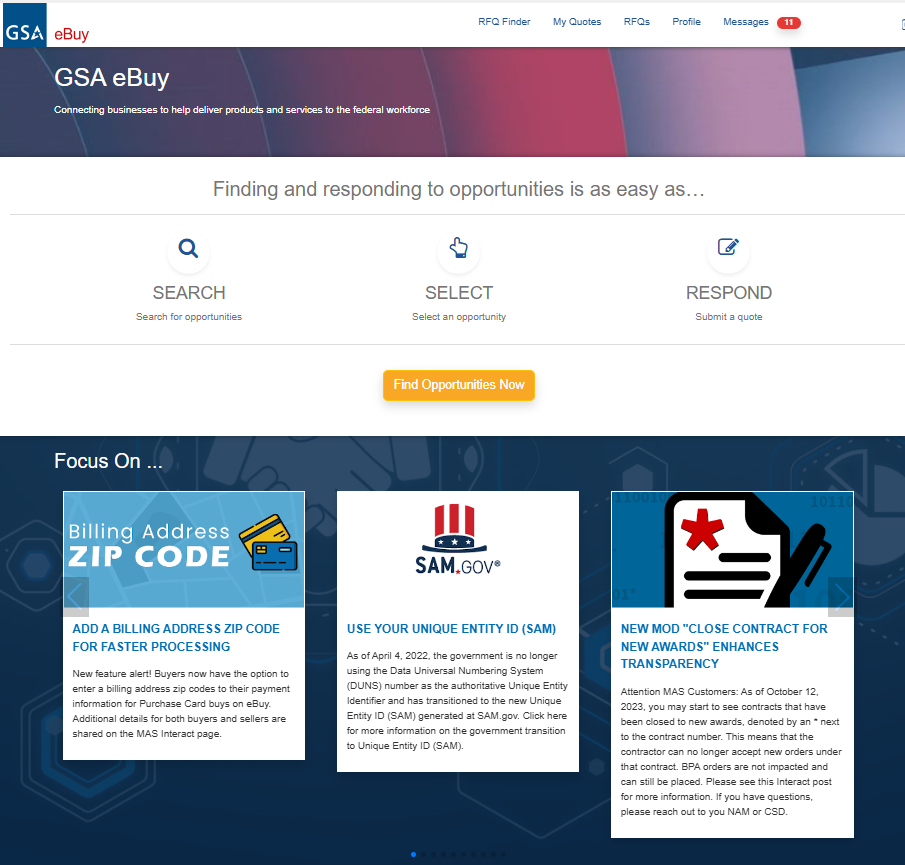 GSA eBuy
RFQ Finder My Quotes RFQs Profile Messages 11
GSA eBuy
Connecting businesses to help deliver products and services to the federal workforce
Finding and responding to opportunities is as easy as…
SEARCH
Search for opportunities
SELECT
Select an opportunity
RESPOND
Submit a quote
Find Opportunities Now
Focus On ...
Billing Address
ZIP CODE
ADD A BILLING ADDRESS ZIP CODE
FOR FASTER PROCESSING
New feature alert! Buyers now have the option to
enter a billing address zip codes to their payment
information for Purchase Card buys on eBuy.
Additional details for both buyers and sellers are
shared on the MAS Interact page.
SAM.GOV®
USE YOUR UNIQUE ENTITY ID (SAM)
As of April 4, 2022, the government is no longer
using the Data Universal Numbering System
(DUNS) number as the authoritative Unique Entity
Identifier and has transitioned to the new Unique
Entity ID (SAM) generated at SAM.gov. Click here
for more information on the government transition
to Unique Entity ID (SAM).
NEW MOD "CLOSE CONTRACT FOR
NEW AWARDS" ENHANCES
TRANSPARENCY
Attention MAS Customers: As of October 12,
2023, you may start to see contracts that have
been closed to new awards, denoted by an * next
to the contract number. This means that the
contractor can no longer accept new orders under
that contract. BPA orders are not impacted and
can still be placed. Please see this Interact post
for more information. If you have questions,
please reach out to you NAM or CSD.